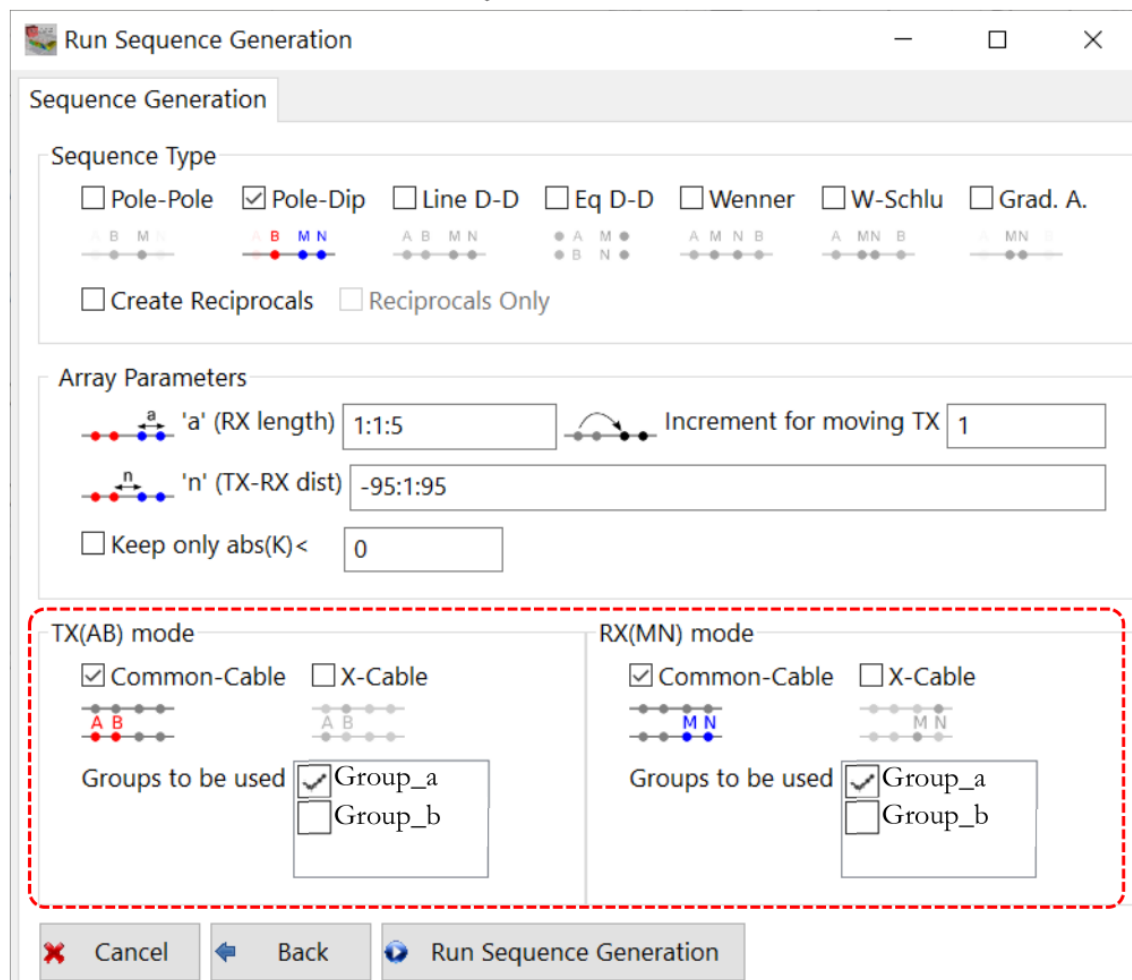 Run Sequence Generation
Sequence Generation
Sequence Type
Pole-Pole Pole-Dip Line D-D Eq D-D Wenner W-Schlu Grad. A.
A B M N A B M N A B M N A M A M N B A MN B A MN B
B N
Create Reciprocals Reciprocals Only
Array Parameters
a 'a' (RX length) 1:1:5 Increment for moving TX 1
n 'n' (TX-RX dist) -95:1:95
Keep only abs(K)< 0
TX(AB) mode RX(MN) mode
Common-Cable X-Cable Common-Cable X-Cable
A B A B M N M N
Groups to be used Group_a Groups to be used Group_a
Group_b Group_b
Cancel Back Run Sequence Generation